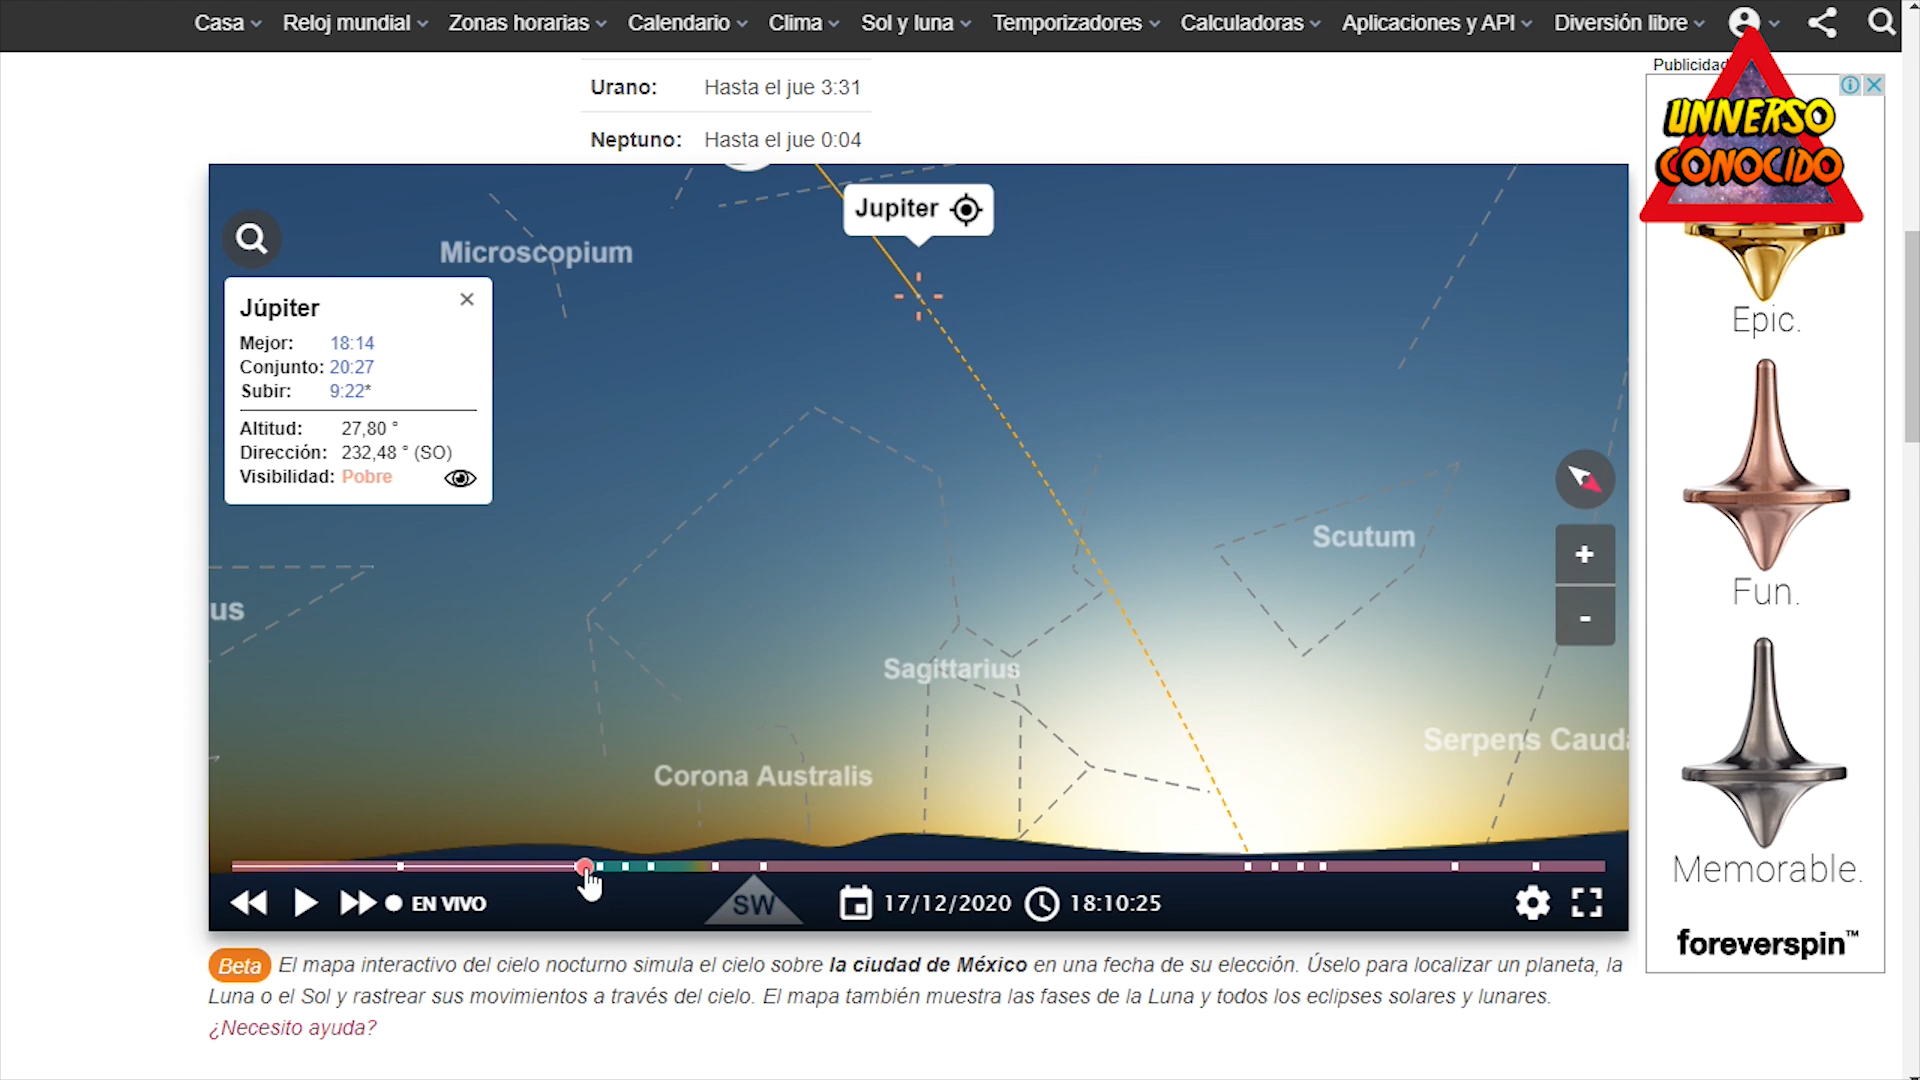 Casa Reloj mundial Zonas horarias Calendario Clima Sol y luna Temporizadores Calculadoras Aplicaciones y API Diversión libre
Urano: Hasta el jue 3:31
Neptuno: Hasta el jue 0:04
Publicidad
UNIVERSO
CONOCIDO
Jupiter
Microscopium
Júpiter
Mejor: 18:14
Conjunto: 20:27
Subir: 9:22*
Altitud: 27,80 °
Dirección: 232,48 ° (SO)
Visibilidad: Pobre
us
Scutum
Sagittarius
Corona Australis
Serpens Cauda
+
-
EN VIVO SW 17/12/2020 18:10:25
Beta El mapa interactivo del cielo nocturno simula el cielo sobre la ciudad de México en una fecha de su elección. Úselo para localizar un planeta, la
Luna o el Sol y rastrear sus movimientos a través del cielo. El mapa también muestra las fases de la Luna y todos los eclipses solares y lunares.
¿Necesito ayuda?
Epic.
Fun.
Memorable.
foreverspin™